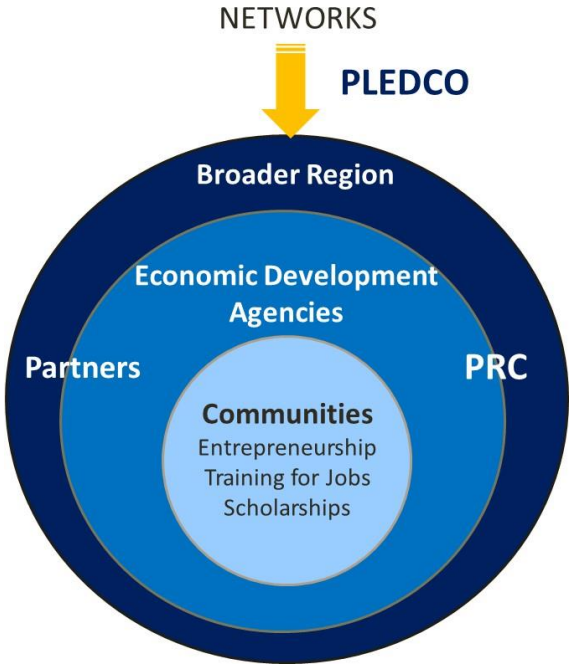 NETWORKS
PLEDCO
Broader Region
Economic Development
Agencies
Partners
PRC
Communities
Entrepreneurship
Training for Jobs
Scholarships